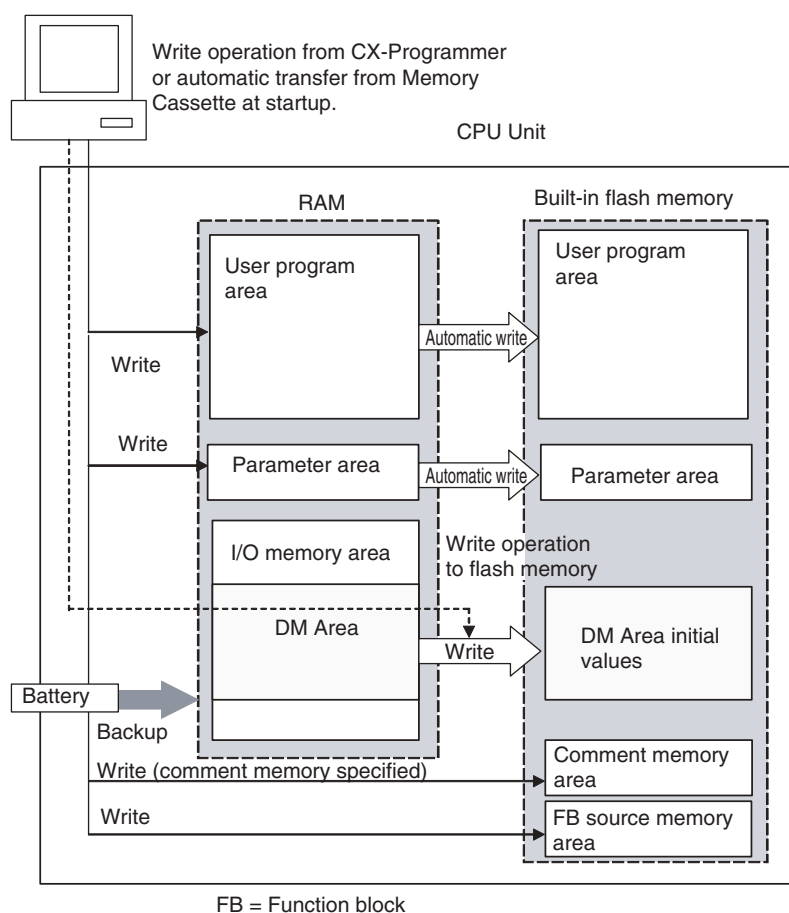 Write operation from CX-Programmer
or automatic transfer from Memory
Cassette at startup.
CPU Unit
RAM
Built-in flash memory
User program
area
User program
area
Automatic write
Write
Write
Parameter area
Automatic write
Parameter area
I/O memory area
Write operation
to flash memory
DM Area
Write
DM Area initial
values
Battery
Backup
Comment memory
area
Write (comment memory specified)
Write
FB source memory
area
FB = Function block